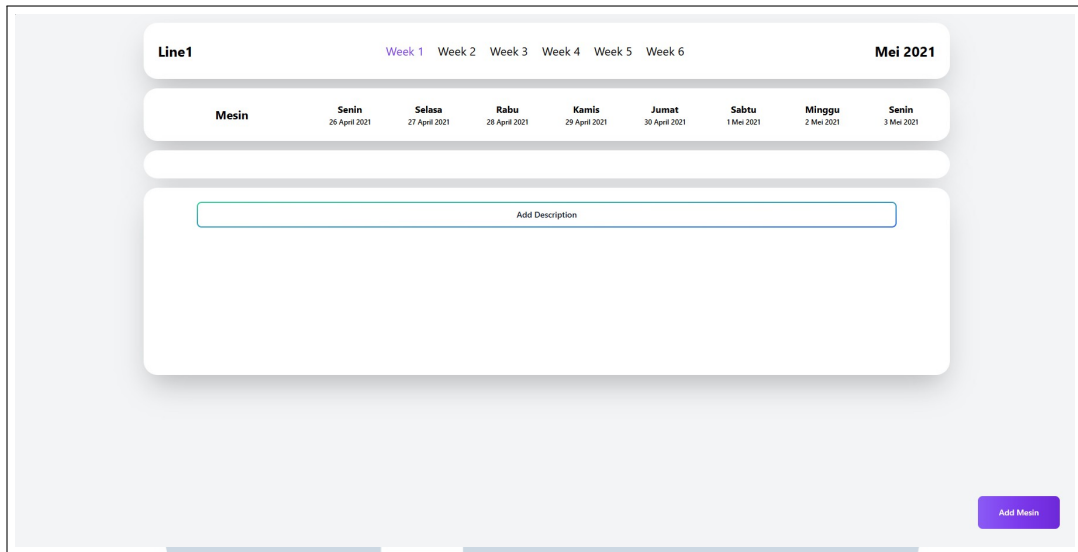 Line1 Week 1 Week 2 Week 3 Week 4 Week 5 Week 6 Mei 2021
Mesin Senin Selasa Rabu Kamis Jumat Sabtu Minggu Senin
26 April 2021 27 April 2021 28 April 2021 29 April 2021 30 April 2021 1 Mei 2021 2 Mei 2021 3 Mei 2021
Add Description
Add Mesin